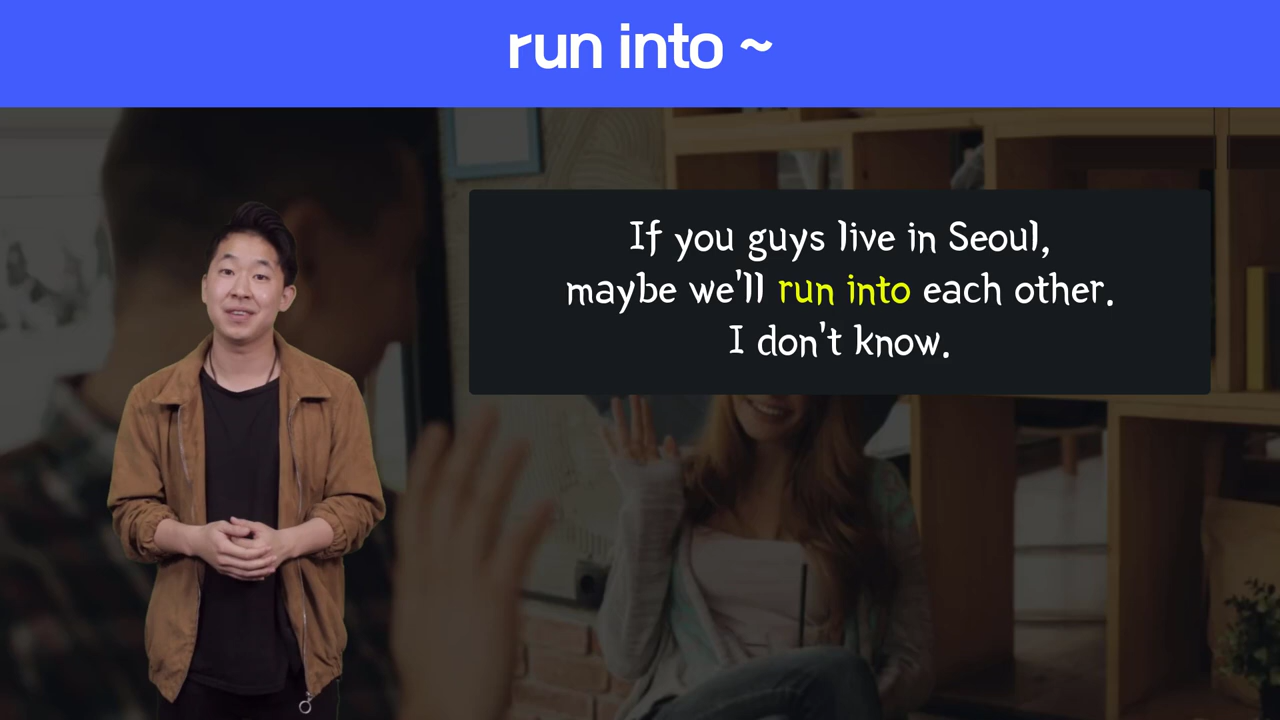 run into ~
If you guys live in Seoul,
maybe we'll run into each other.
I don't know.